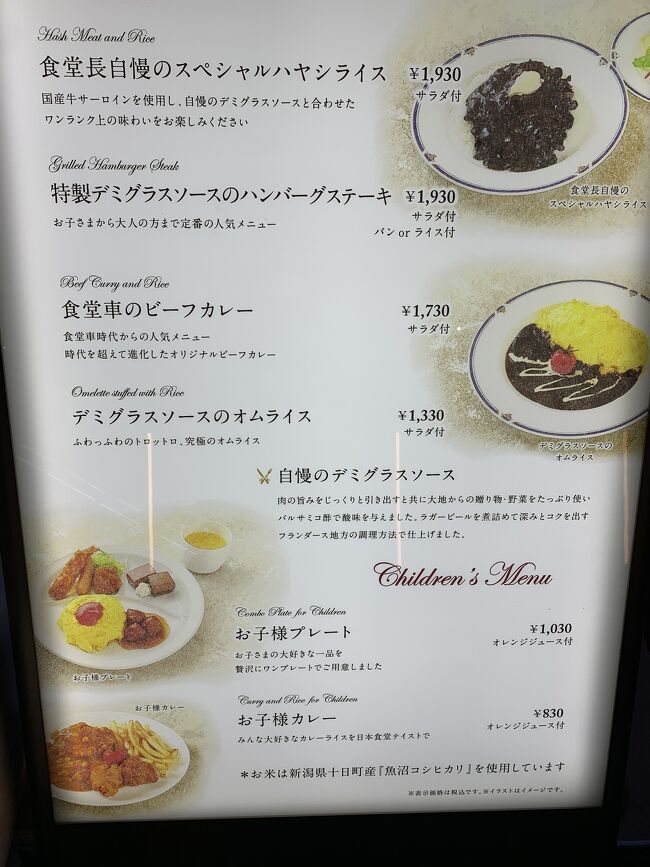 Hash Meat and Rice
食堂長自慢のスペシャルハヤシライス ¥1,930
サラダ付
国産牛サーロインを使用し、自慢のデミグラスソースと合わせた
ワンランク上の味わいをお楽しみください
食堂長自慢の
スペシャルハヤシライス
Grilled Hamburger Steak
特製デミグラスソースのハンバーグステーキ ¥1,930
サラダ付
お子さまから大人の方まで定番の人気メニュー
パン or ライス付
Beef Curry and Rice
食堂車のビーフカレー ¥1,730
サラダ付
食堂車時代からの人気メニュー
時代を超えて進化したオリジナルビーフカレー
Omelette stuffed with Rice
デミグラスソースのオムライス ¥1,330
サラダ付
ふわっふわのトロットロ、究極のオムライス
デミグラスソースの
オムライス
自慢のデミグラスソース
肉の旨みをじっくりと引き出すと共に大地からの贈り物・野菜をたっぷり使い
バルサミコ酢で酸味を与えました。ラガービールを煮詰めて深みとコクを出す
フランダース地方の調理方法で仕上げました。
Children's Menu
Combo Plate for Children
お子様プレート ¥1,030
オレンジジュース付
お子さまの大好きな一品を
贅沢にワンプレートでご用意しました
お子様プレート
お子様カレー
Curry and Rice for Children
お子様カレー ¥830
オレンジジュース付
みんな大好きなカレーライスを日本食堂テイストで
*お米は新潟県十日町産『魚沼コシヒカリ』を使用しています
※表示価格は税込です。※イラストはイメージです。